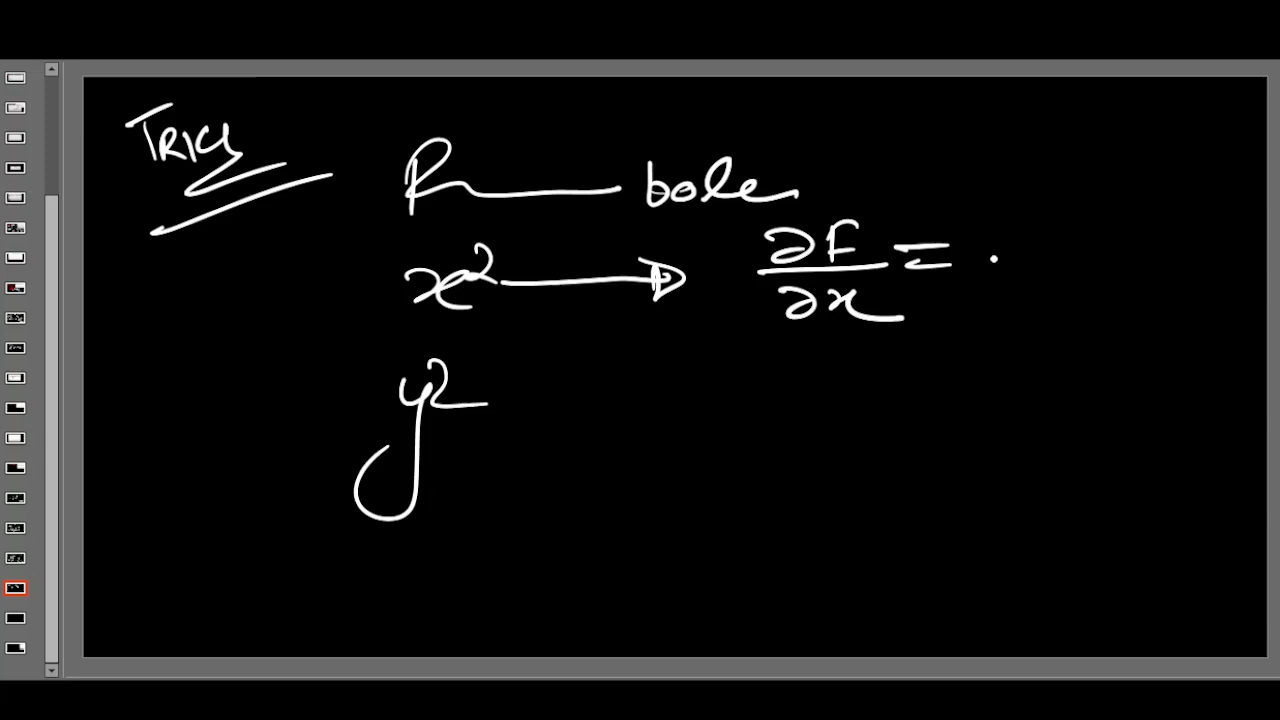 TRICK
P — bole
x² → ∂F/∂x = .
y²